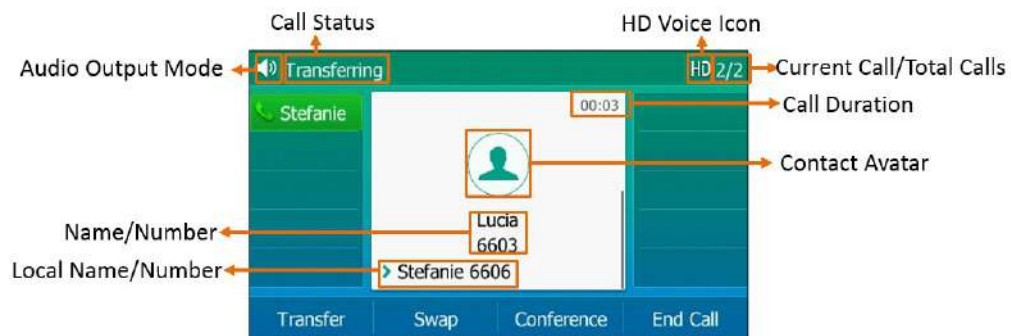 Call Status
HD Voice Icon
Audio Output Mode
Transferring
HD 2/2
Current Call/Total Calls
Stefanie
00:03
Call Duration
Contact Avatar
Name/Number
Lucia
6603
Local Name/Number
Stefanie 6606
Transfer
Swap
Conference
End Call